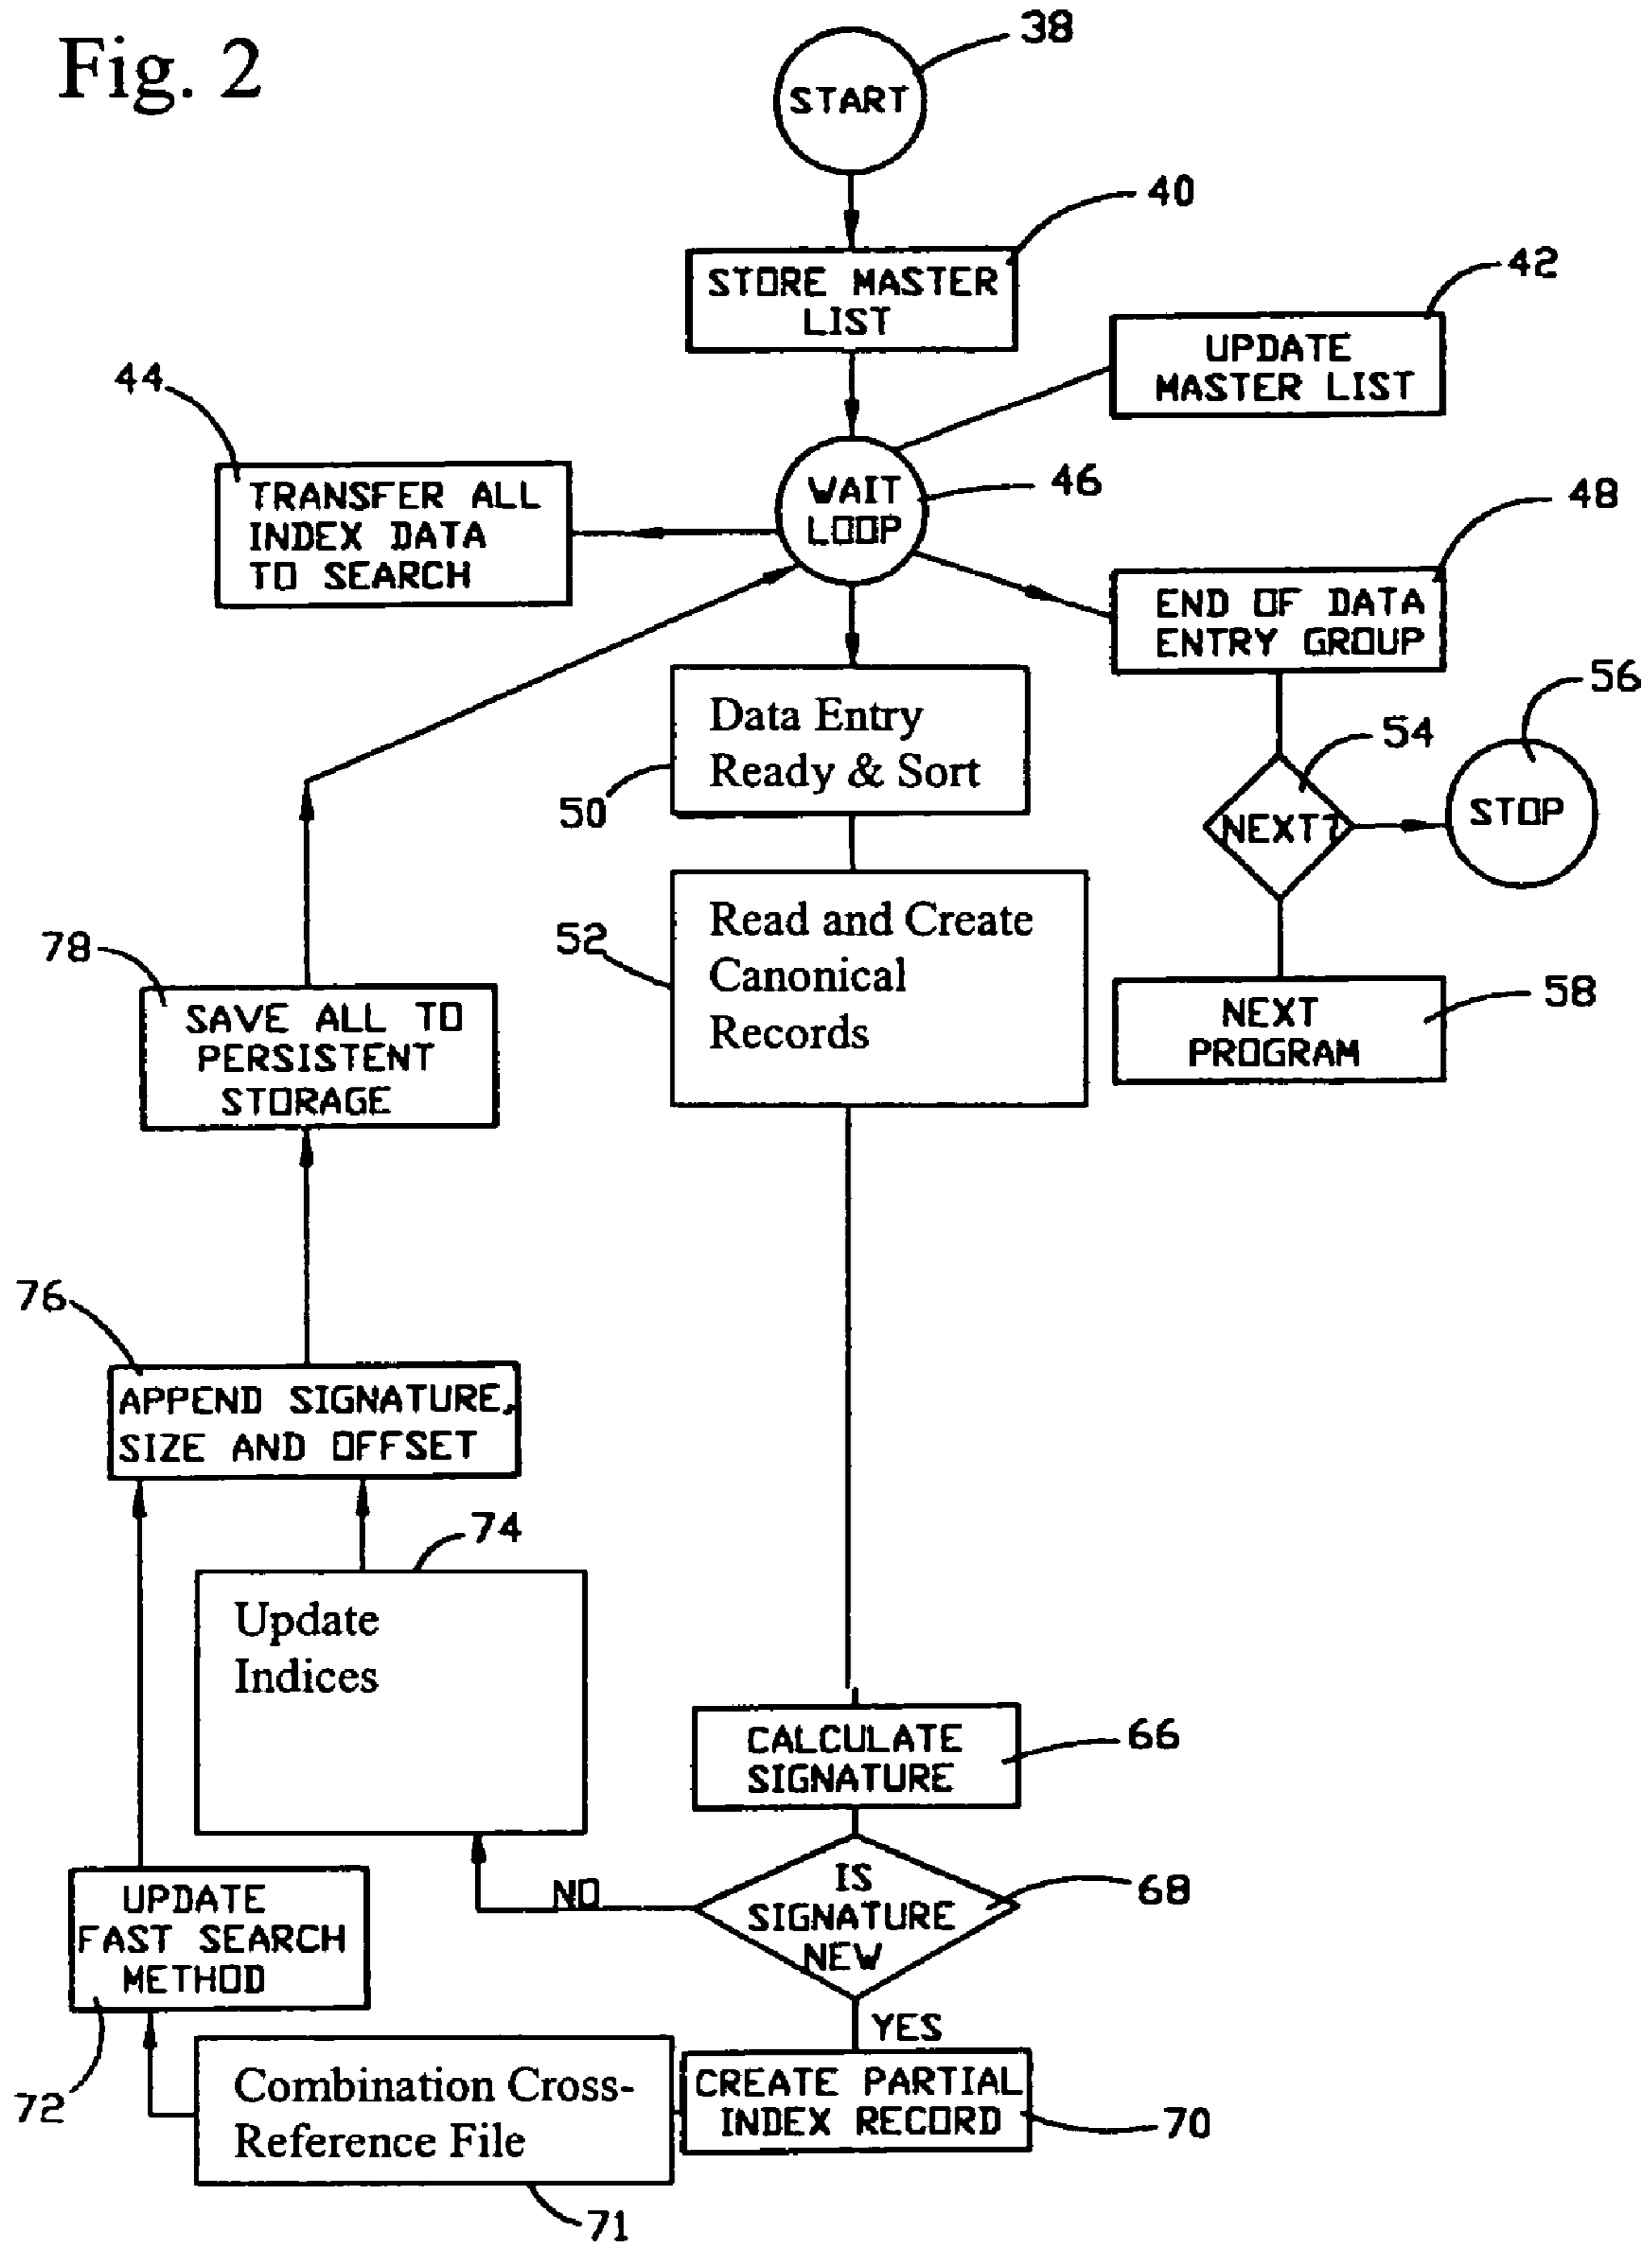 Fig. 2
START
38
STORE MASTER
LIST
40
UPDATE
MASTER LIST
42
44
TRANSFER ALL
INDEX DATA
TO SEARCH
WAIT
LOOP
46
48
END OF DATA
ENTRY GROUP
Data Entry
Ready & Sort
50
54
NEXT?
56
STOP
52
Read and Create
Canonical
Records
NEXT
PROGRAM
58
78
SAVE ALL TO
PERSISTENT
STORAGE
76
APPEND SIGNATURE,
SIZE AND OFFSET
74
Update
Indices
CALCULATE
SIGNATURE
66
IS
SIGNATURE
NEW
68
NO
YES
UPDATE
FAST SEARCH
METHOD
72
Combination Cross-
Reference File
71
CREATE PARTIAL
INDEX RECORD
70